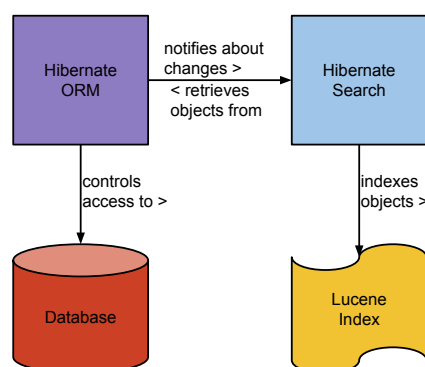 Hibernate
ORM
notifies about
changes >
< retrieves
objects from
Hibernate
Search
controls
access to >
indexes
objects >
Database
Lucene
Index